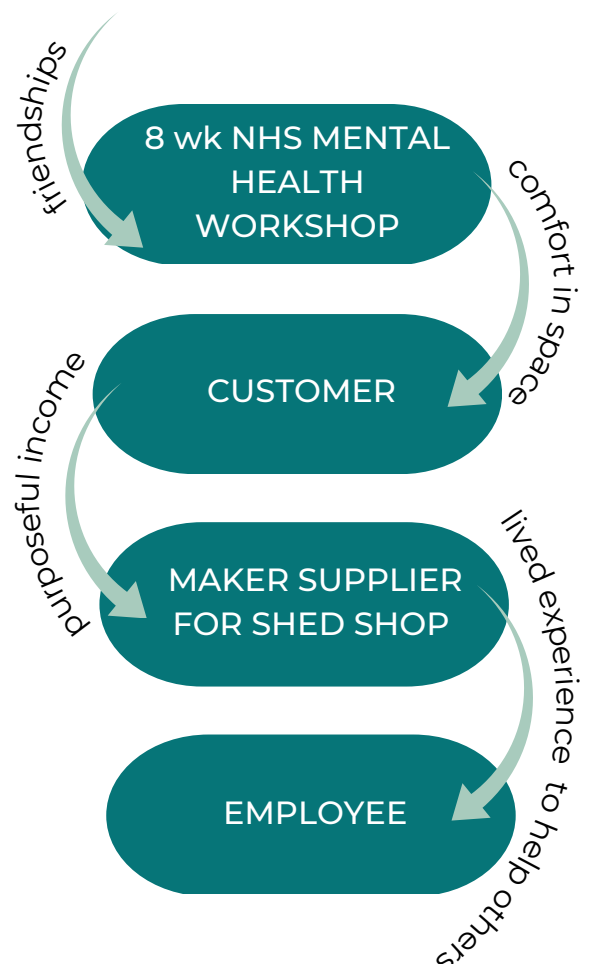 friendships
8 wk NHS MENTAL
HEALTH
WORKSHOP
comfort in space
CUSTOMER
purposeful income
MAKER SUPPLIER
FOR SHED SHOP
lived experience to help others
EMPLOYEE